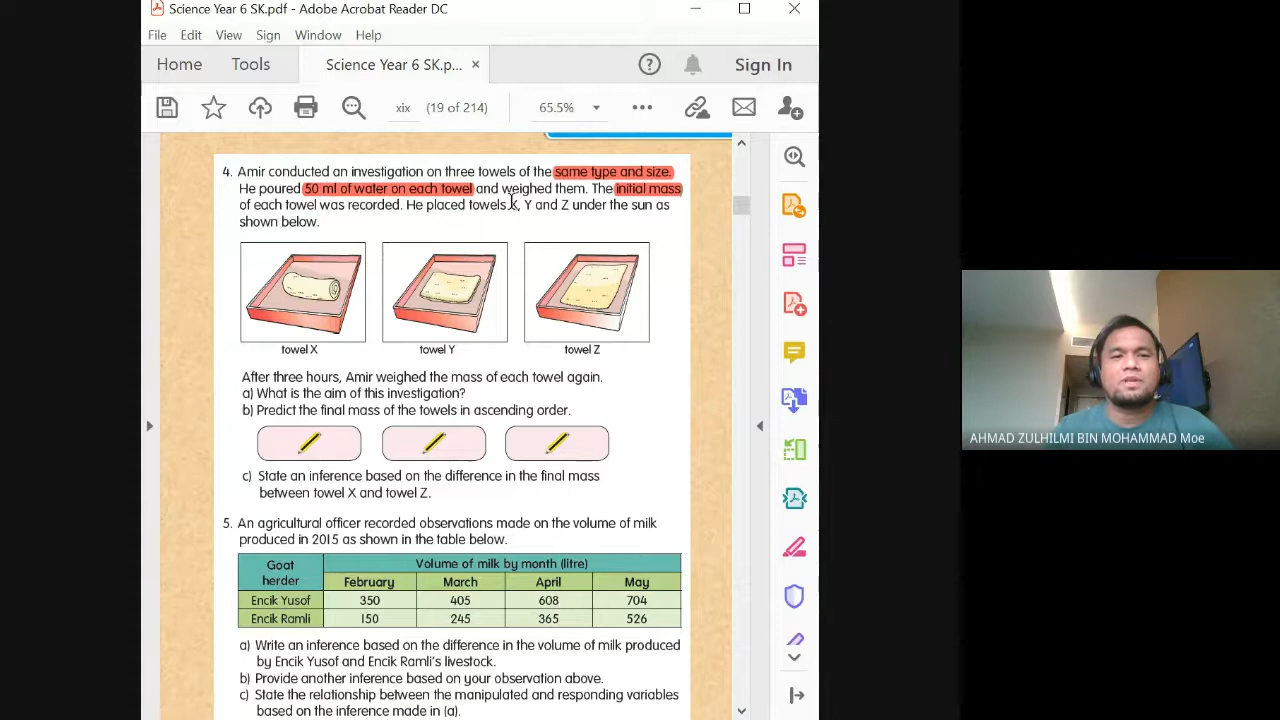 Science Year 6 SK.pdf - Adobe Acrobat Reader DC
File Edit View Sign Window Help
Home Tools Science Year 6 SK.p... × Sign In
xix (19 of 214) 65.5%
4. Amir conducted an investigation on three towels of the same type and size.
He poured 50 ml of water on each towel and weighed them. The initial mass
of each towel was recorded. He placed towels X, Y and Z under the sun as
shown below.
towel X towel Y towel Z
After three hours, Amir weighed the mass of each towel again.
a) What is the aim of this investigation?
b) Predict the final mass of the towels in ascending order.
c) State an inference based on the difference in the final mass
between towel X and towel Z.
5. An agricultural officer recorded observations made on the volume of milk
produced in 2015 as shown in the table below.
Goat herder Volume of milk by month (litre)
February March April May
Encik Yusof 350 405 608 704
Encik Ramli 150 245 365 526
a) Write an inference based on the difference in the volume of milk produced
by Encik Yusof and Encik Ramli's livestock.
b) Provide another inference based on your observation above.
c) State the relationship between the manipulated and responding variables
based on the inference made in (a).
AHMAD ZULHILMI BIN MOHAMMAD Moe